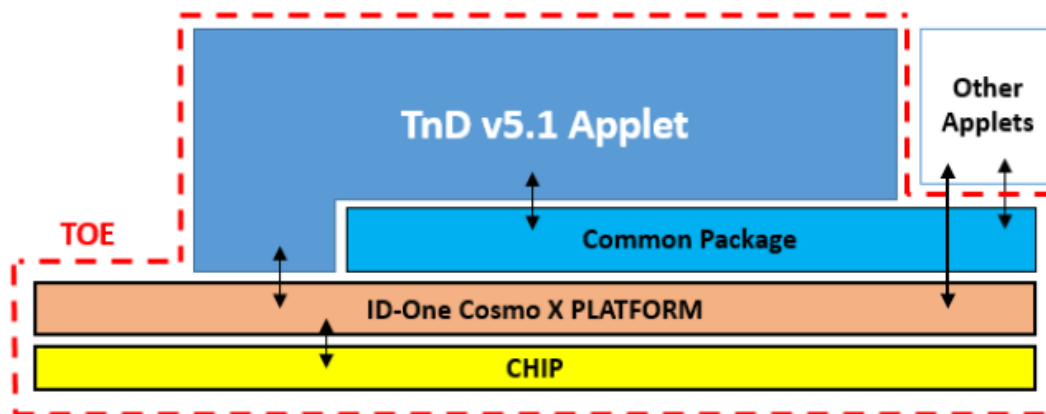 TnD v5.1 Applet
Other
Applets
TOE
Common Package
ID-One Cosmo X PLATFORM
CHIP